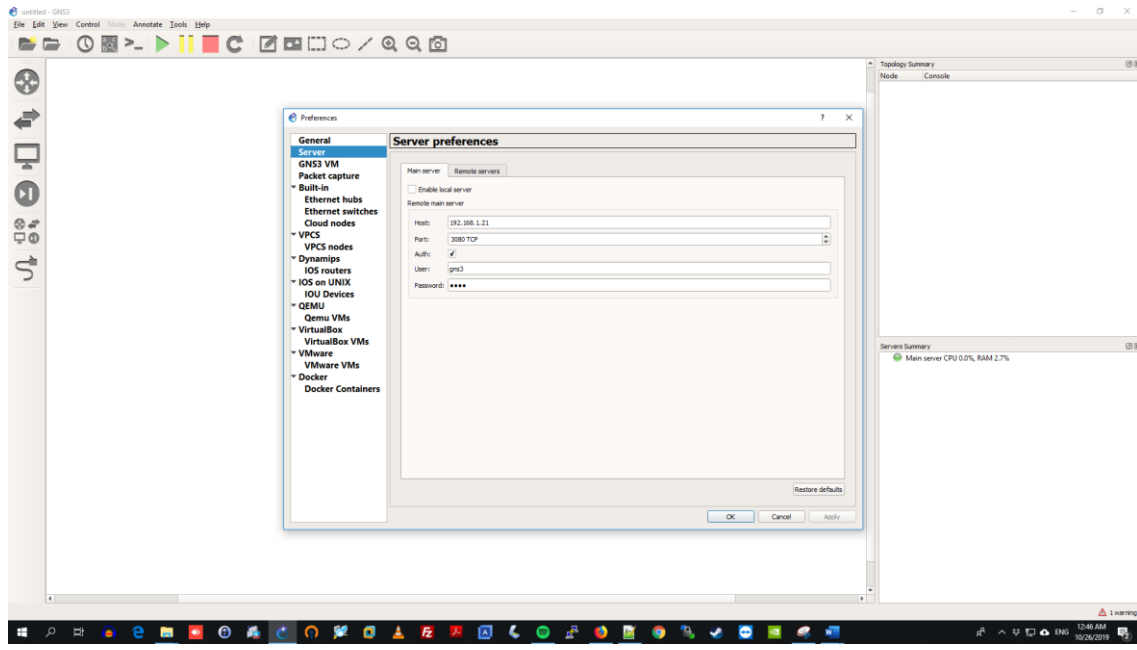 untitled - GNS3
File Edit View Control Node Annotate Tools Help
Topology Summary
Node Console
Preferences
? ×
General
Server
GNS3 VM
Packet capture
Built-in
Ethernet hubs
Ethernet switches
Cloud nodes
VPCS
VPCS nodes
Dynamips
IOS routers
IOS on UNIX
IOU Devices
QEMU
Qemu VMs
VirtualBox
VirtualBox VMs
VMware
VMware VMs
Docker
Docker Containers
Server preferences
Main server Remote servers
Enable local server
Remote main server
Host: 192.168.1.21
Port: 3080 TCP
Auth:
User: gns3
Password: ●●●●
Restore defaults
OK Cancel Apply
Servers Summary
Main server CPU 0.0%, RAM 2.7%
1 warning
ENG
12:46 AM
10/26/2019